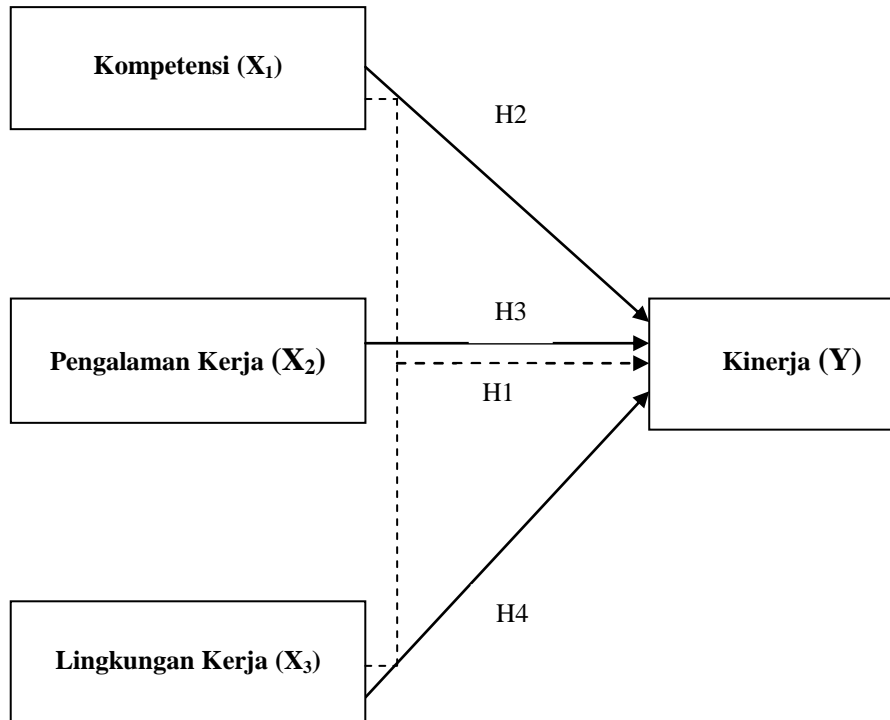 Kompetensi (X₁)
H2
H3
Pengalaman Kerja (X₂)
Kinerja (Y)
H1
H4
Lingkungan Kerja (X₃)